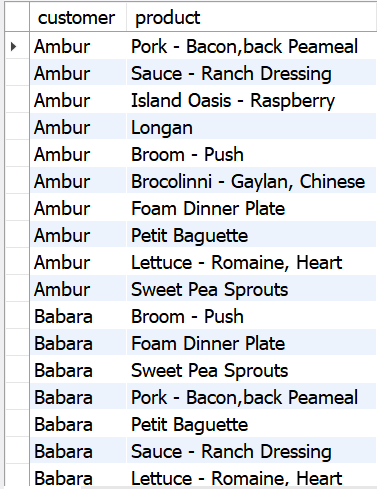 customer product
Ambur Pork - Bacon,back Peameal
Ambur Sauce - Ranch Dressing
Ambur Island Oasis - Raspberry
Ambur Longan
Ambur Broom - Push
Ambur Brocolinni - Gaylan, Chinese
Ambur Foam Dinner Plate
Ambur Petit Baguette
Ambur Lettuce - Romaine, Heart
Ambur Sweet Pea Sprouts
Babara Broom - Push
Babara Foam Dinner Plate
Babara Sweet Pea Sprouts
Babara Pork - Bacon,back Peameal
Babara Petit Baguette
Babara Sauce - Ranch Dressing
Babara Lettuce - Romaine, Heart